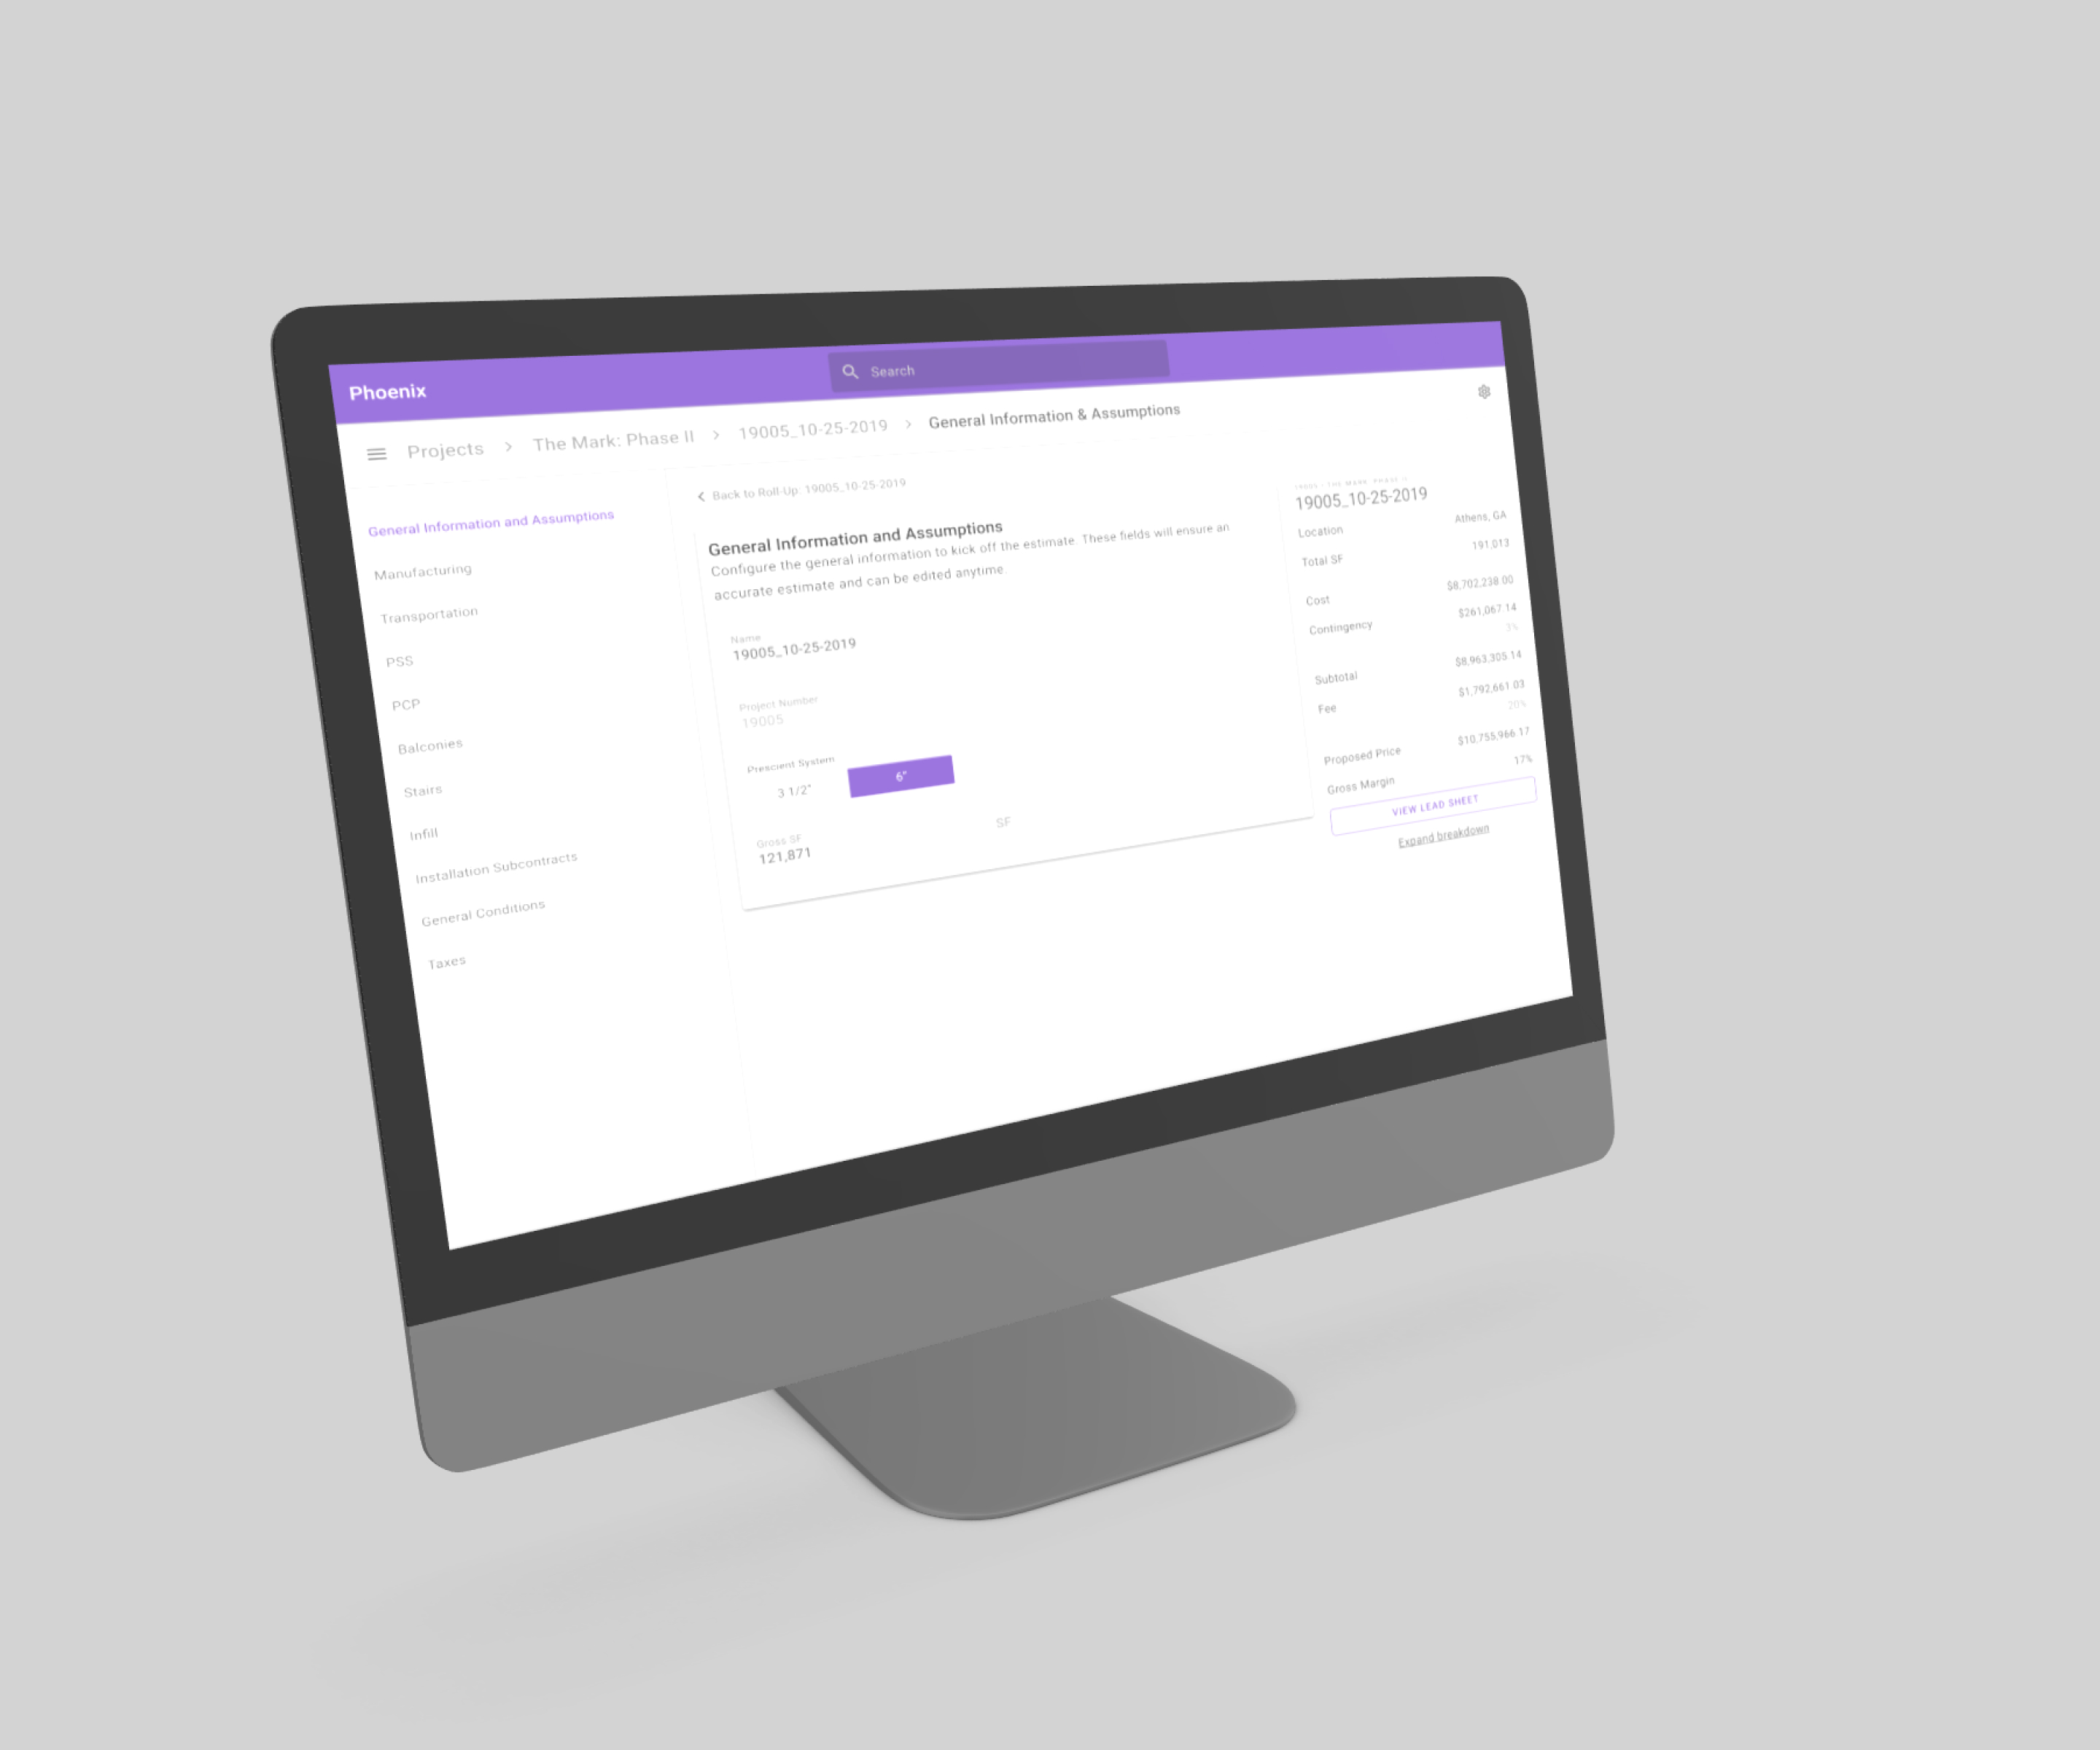 Phoenix
Search
Projects > The Mark: Phase II > 19005_10-25-2019 > General Information & Assumptions
General Information and Assumptions
Manufacturing
Transportation
PSS
PCP
Balconies
Stairs
Infill
Installation Subcontracts
General Conditions
Taxes
Back to Roll-Up: 19005_10-25-2019
General Information and Assumptions
Configure the general information to kick off the estimate. These fields will ensure an
accurate estimate and can be edited anytime.
Name
19005_10-25-2019
Project Number
19005
Prescient System
3 1/2" 6"
Gross SF
121,871 SF
19005 - THE MARK: PHASE II
19005_10-25-2019
Location Athens, GA
Total SF 191,013
Cost $8,702,238.00
Contingency $261,067.14
3%
Subtotal $8,963,305.14
Fee $1,792,661.03
20%
Proposed Price $10,755,966.17
Gross Margin 17%
VIEW LEAD SHEET
Expand breakdown